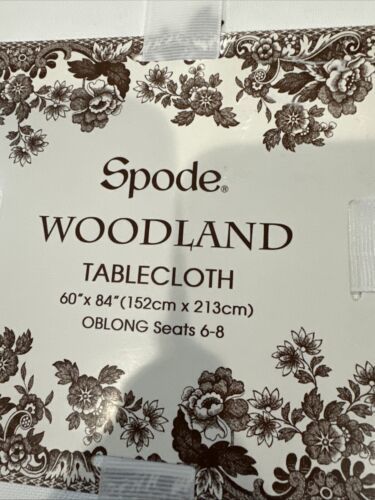 Spode®
WOODLAND
TABLECLOTH
60"x 84"(152cm x 213cm)
OBLONG Seats 6-8